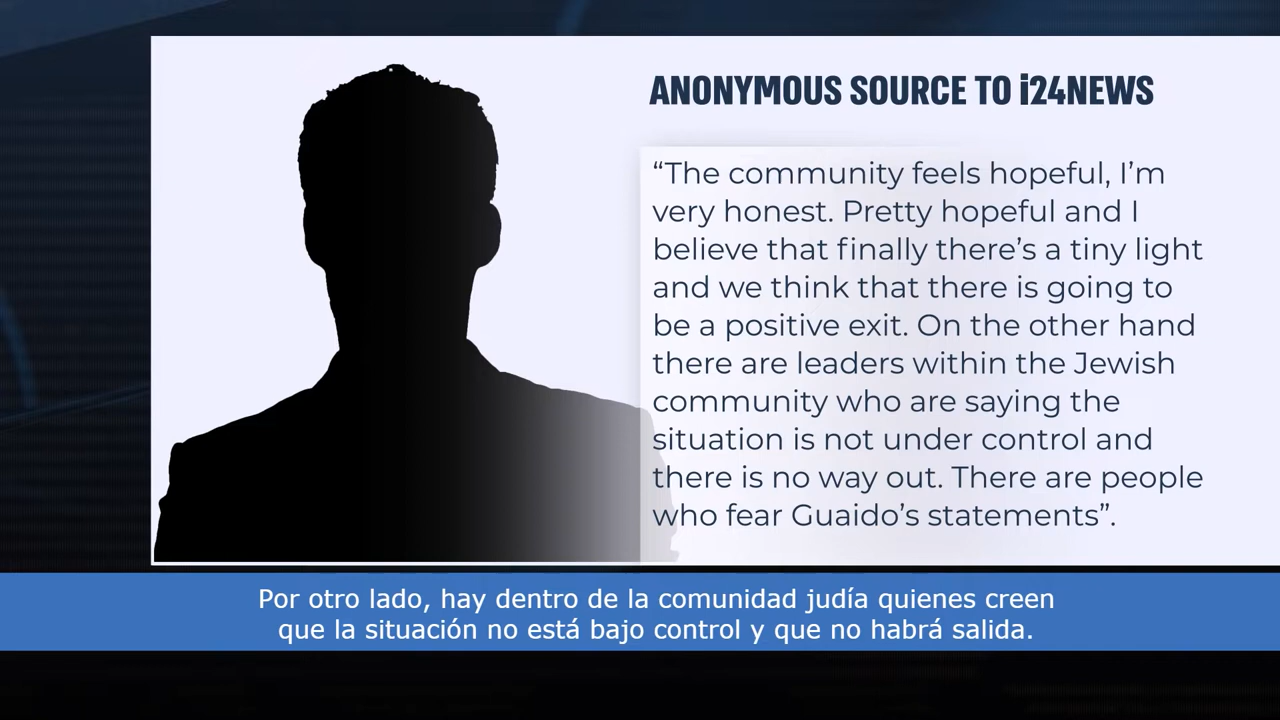 ANONYMOUS SOURCE TO i24NEWS
“The community feels hopeful, I’m
very honest. Pretty hopeful and I
believe that finally there’s a tiny light
and we think that there is going to
be a positive exit. On the other hand
there are leaders within the Jewish
community who are saying the
situation is not under control and
there is no way out. There are people
who fear Guaido’s statements”.
Por otro lado, hay dentro de la comunidad judía quienes creen
que la situación no está bajo control y que no habrá salida.